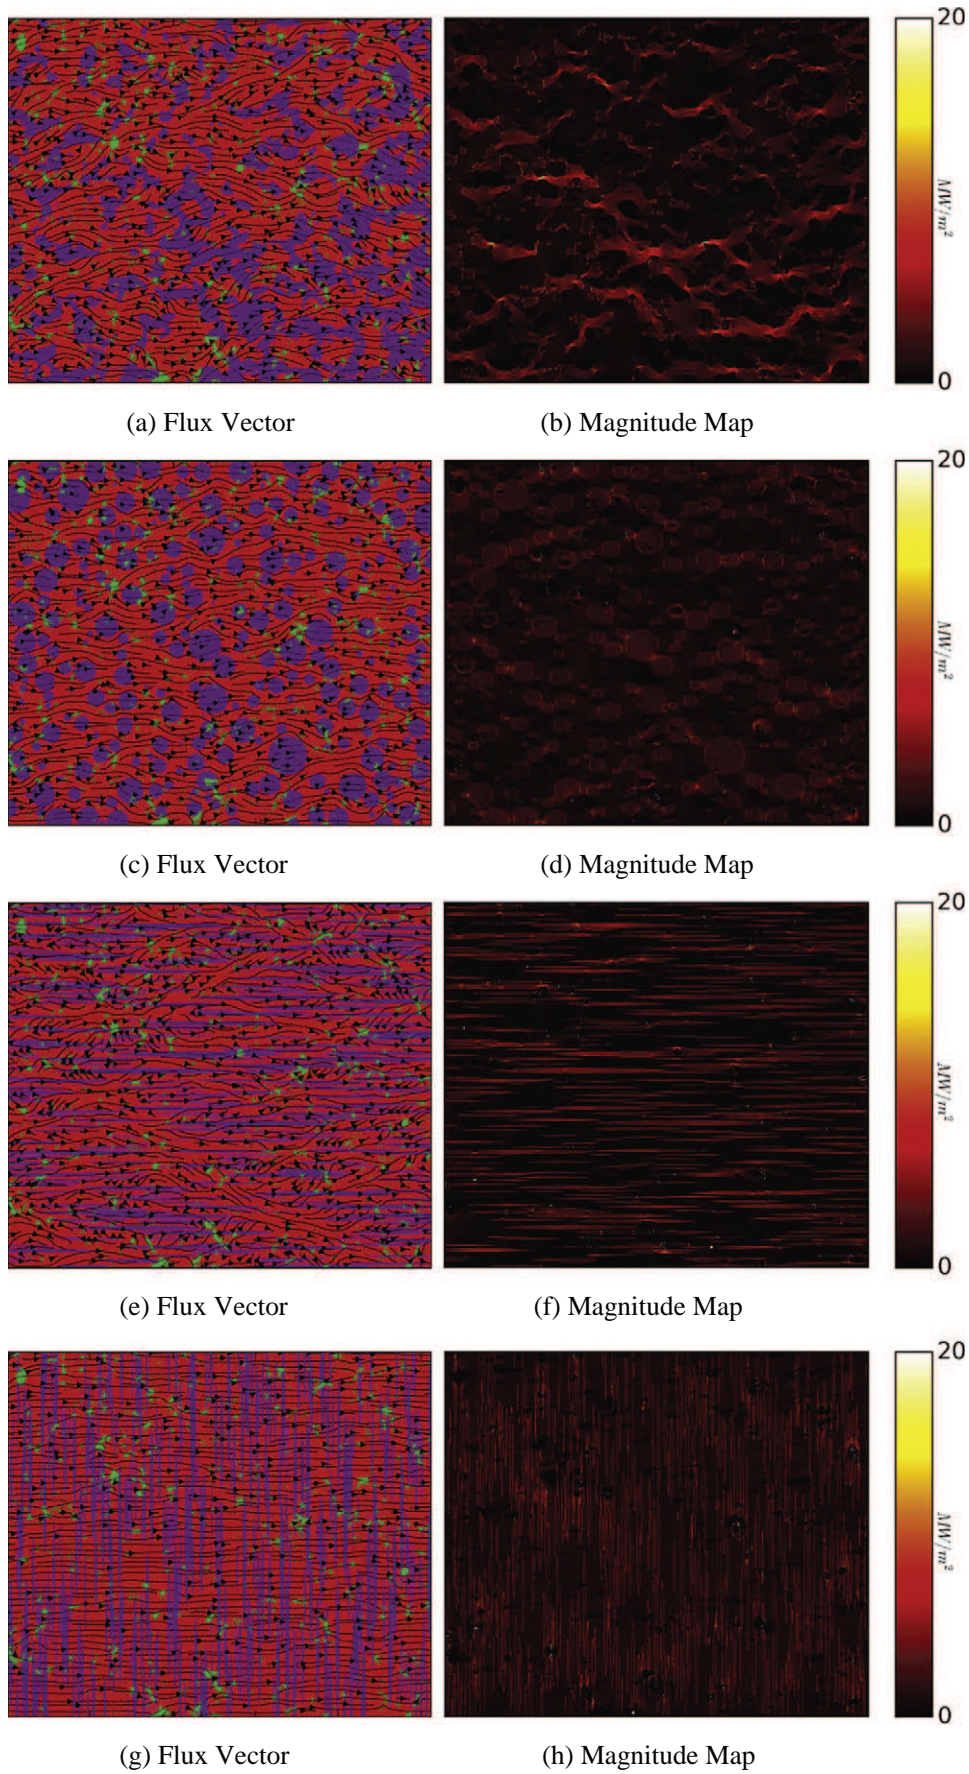 20
MW/m²
0
(a) Flux Vector
(b) Magnitude Map
20
MW/m²
0
(c) Flux Vector
(d) Magnitude Map
20
MW/m²
0
(e) Flux Vector
(f) Magnitude Map
20
MW/m²
0
(g) Flux Vector
(h) Magnitude Map